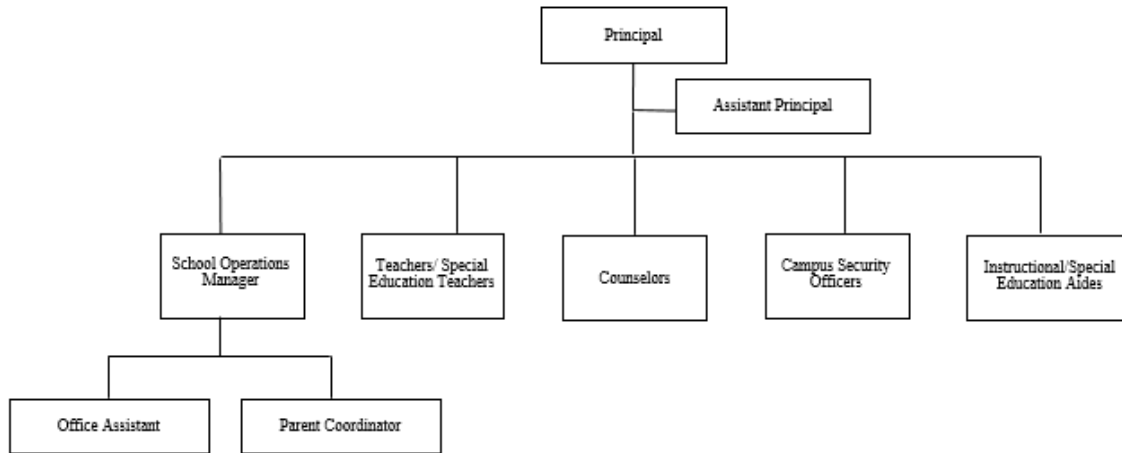 Principal
Assistant Principal
School Operations
Manager
Teachers/ Special
Education Teachers
Counselors
Campus Security
Officers
Instructional/Special
Education Aides
Office Assistant
Parent Coordinator